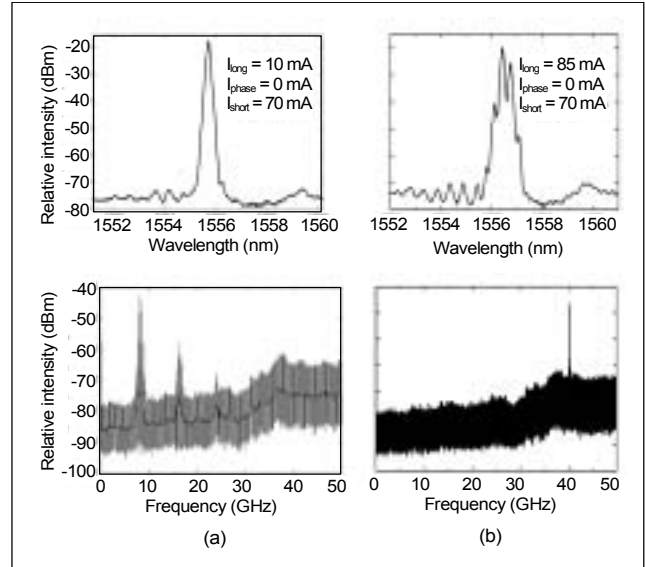 Relative intensity (dBm)
-20
-30
-40
-50
-60
-70
-80
I_long = 10 mA
I_phase = 0 mA
I_short = 70 mA
1552 1554 1556 1558 1560
Wavelength (nm)
I_long = 85 mA
I_phase = 0 mA
I_short = 70 mA
1552 1554 1556 1558 1560
Wavelength (nm)
Relative intensity (dBm)
-40
-50
-60
-70
-80
-90
-100
0 10 20 30 40 50
Frequency (GHz)
(a)
0 10 20 30 40 50
Frequency (GHz)
(b)